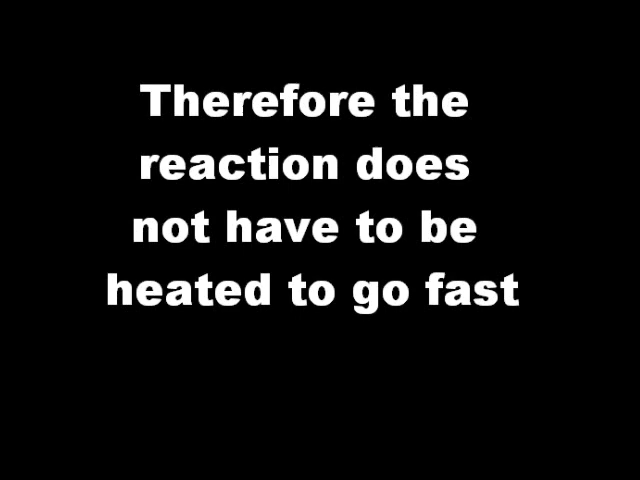 Therefore the
reaction does
not have to be
heated to go fast